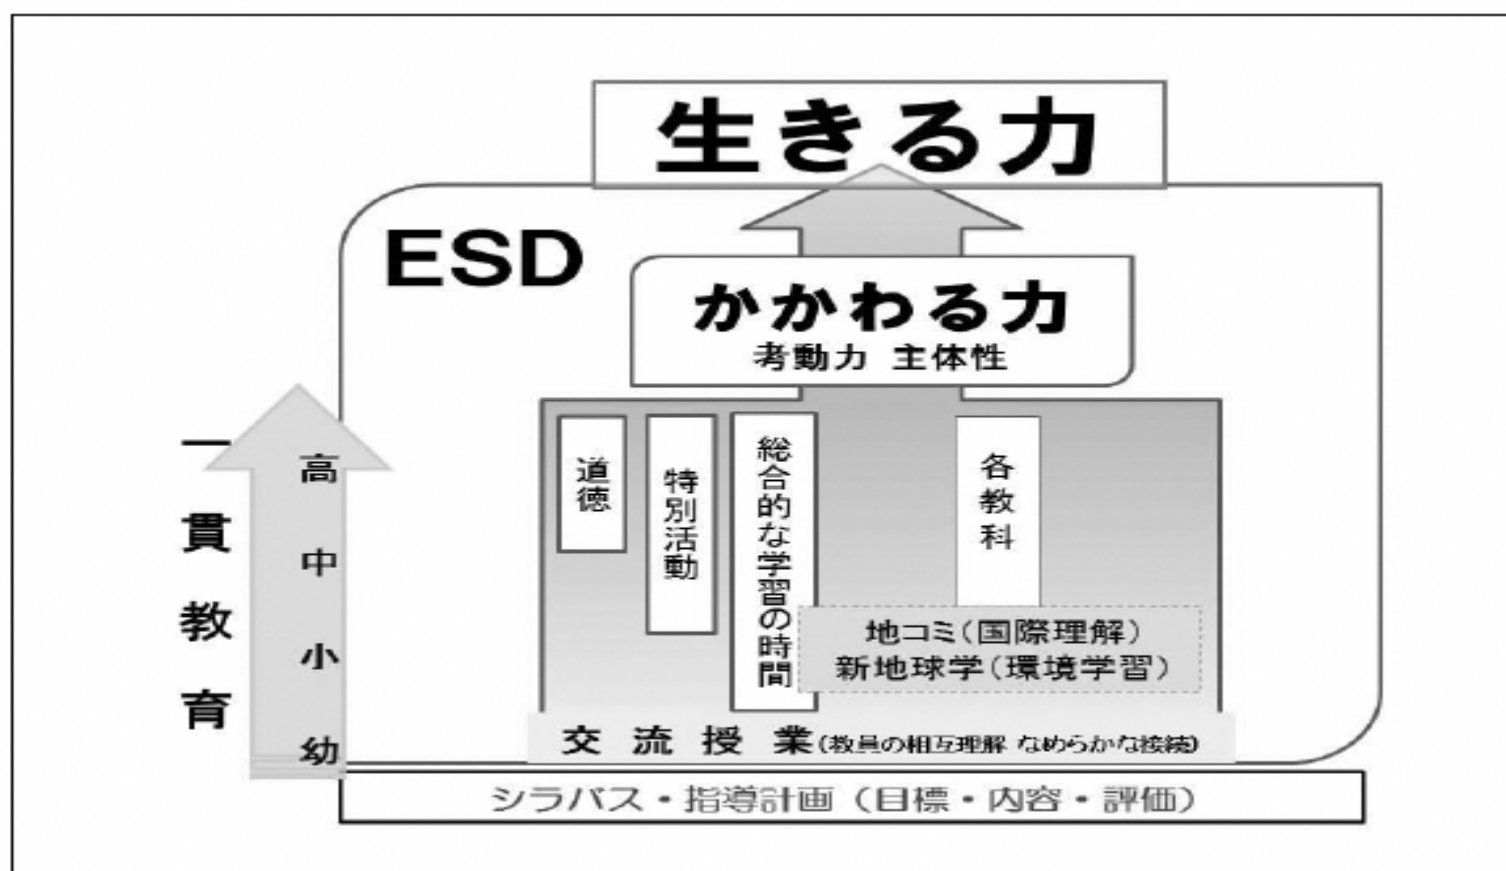 生きる力
ESD
かかわる力
考動力 主体性
一貫教育
高中小幼
道徳
特別活動
総合的な学習の時間
各教科
地コミ(国際理解)
新地球学(環境学習)
交流授業(教員の相互理解 なめらかな接続)
シラバス・指導計画(目標・内容・評価)